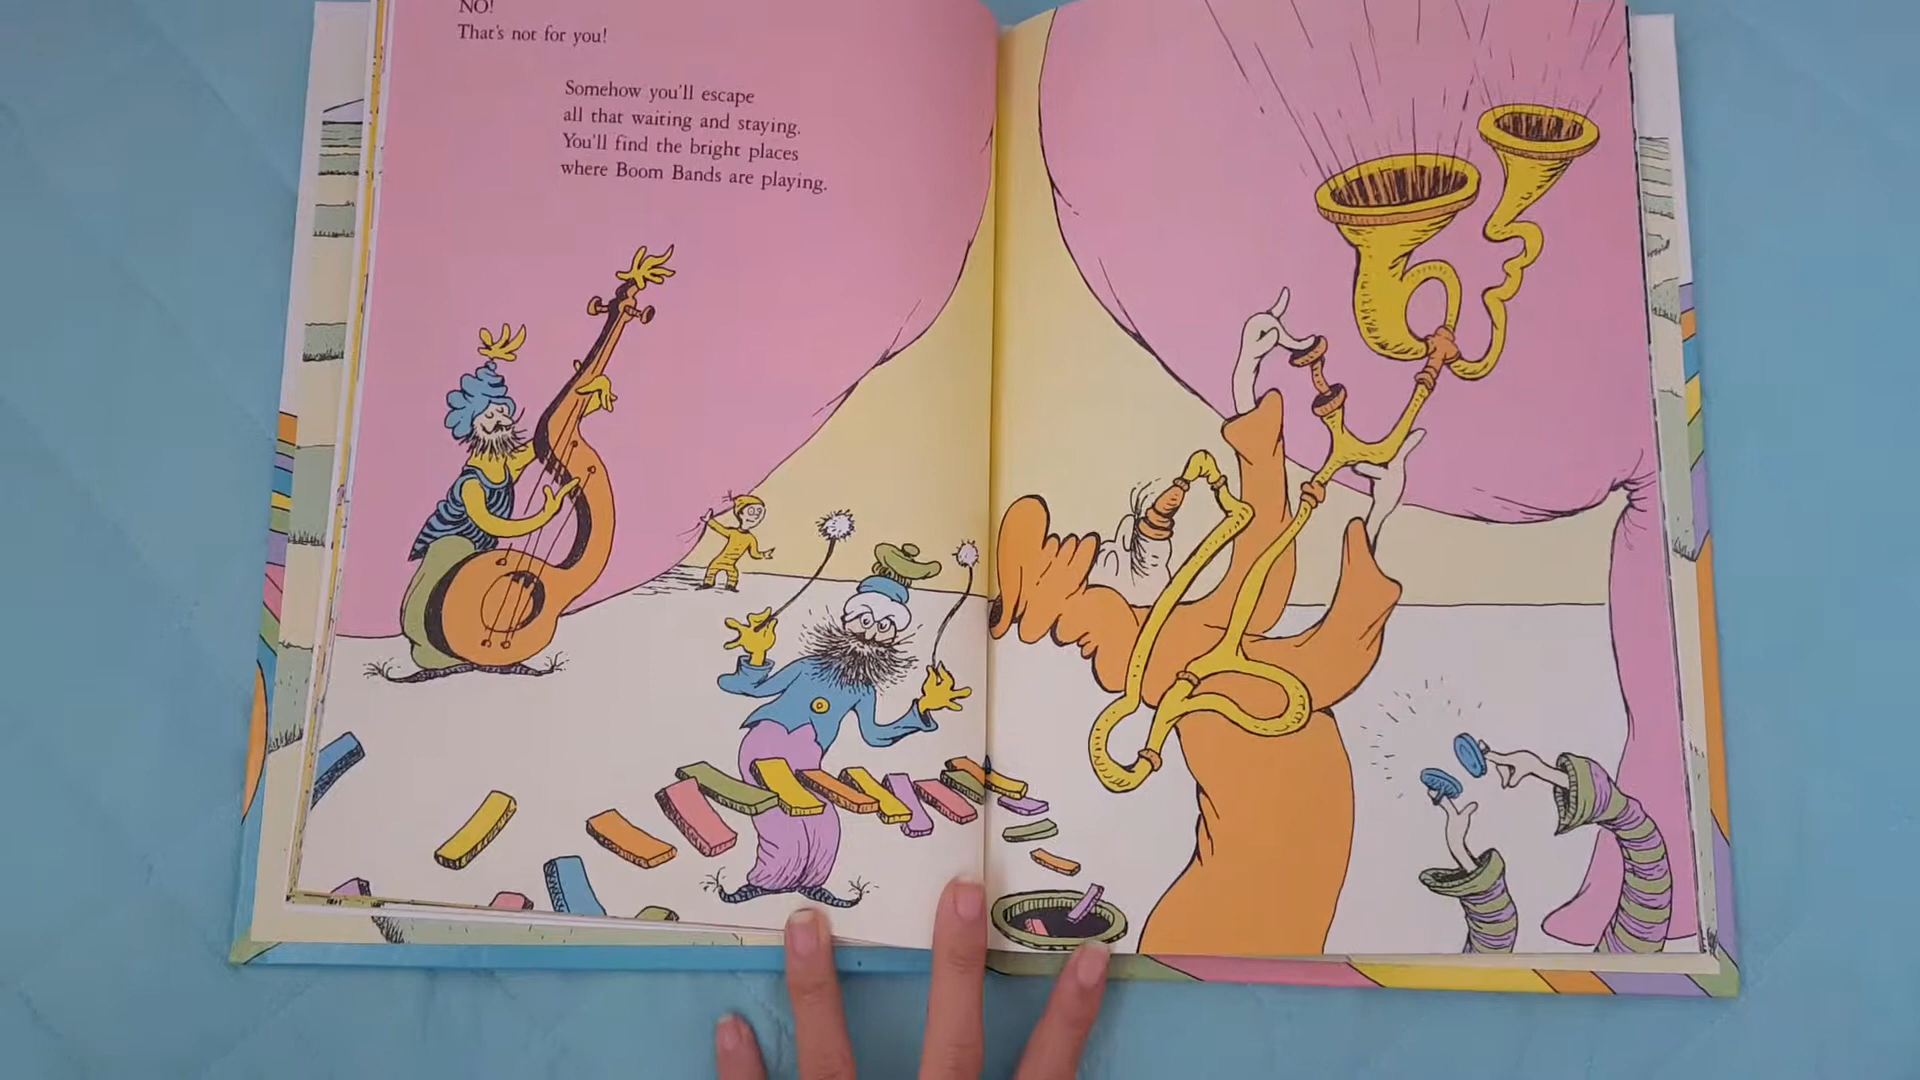 NO!
That's not for you!
Somehow you'll escape
all that waiting and staying.
You'll find the bright places
where Boom Bands are playing.